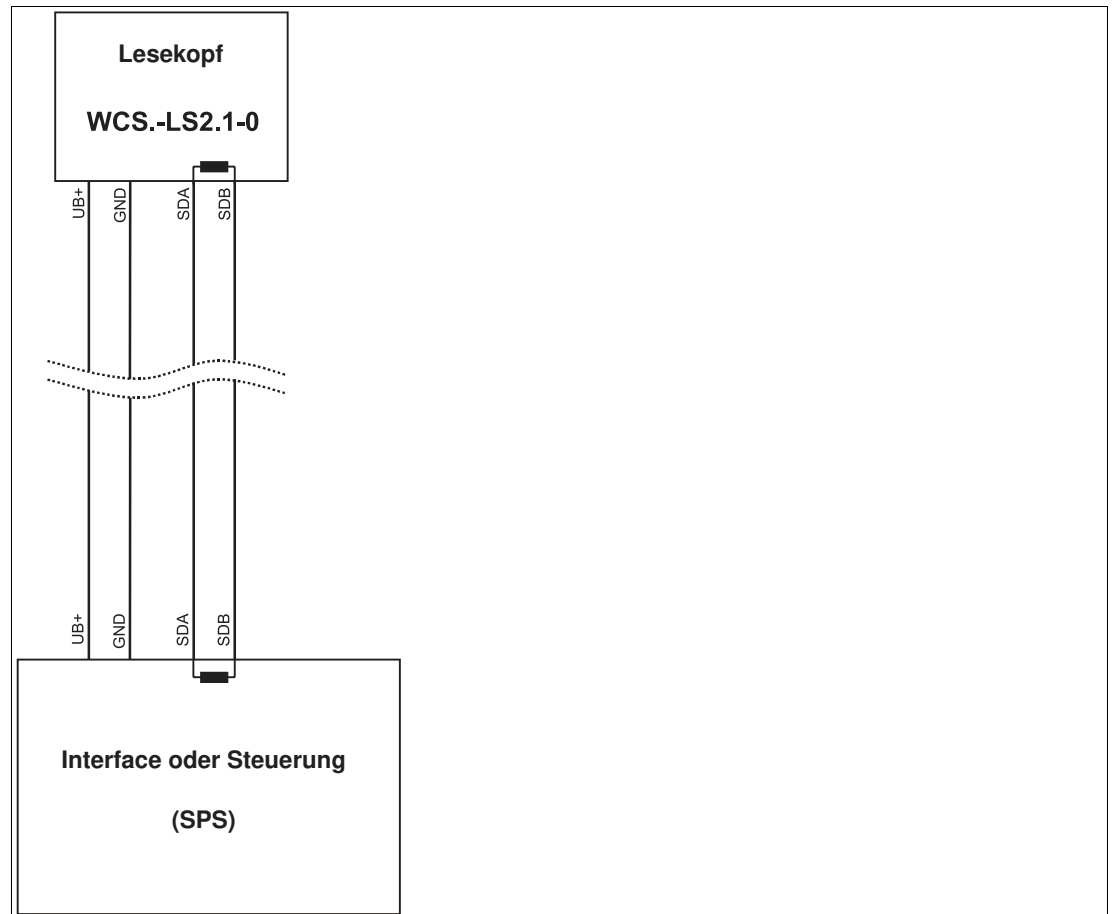 Lesekopf
WCS.-LS2.1-0
UB+
GND
SDA
SDB
UB+
GND
SDA
SDB
Interface oder Steuerung
(SPS)